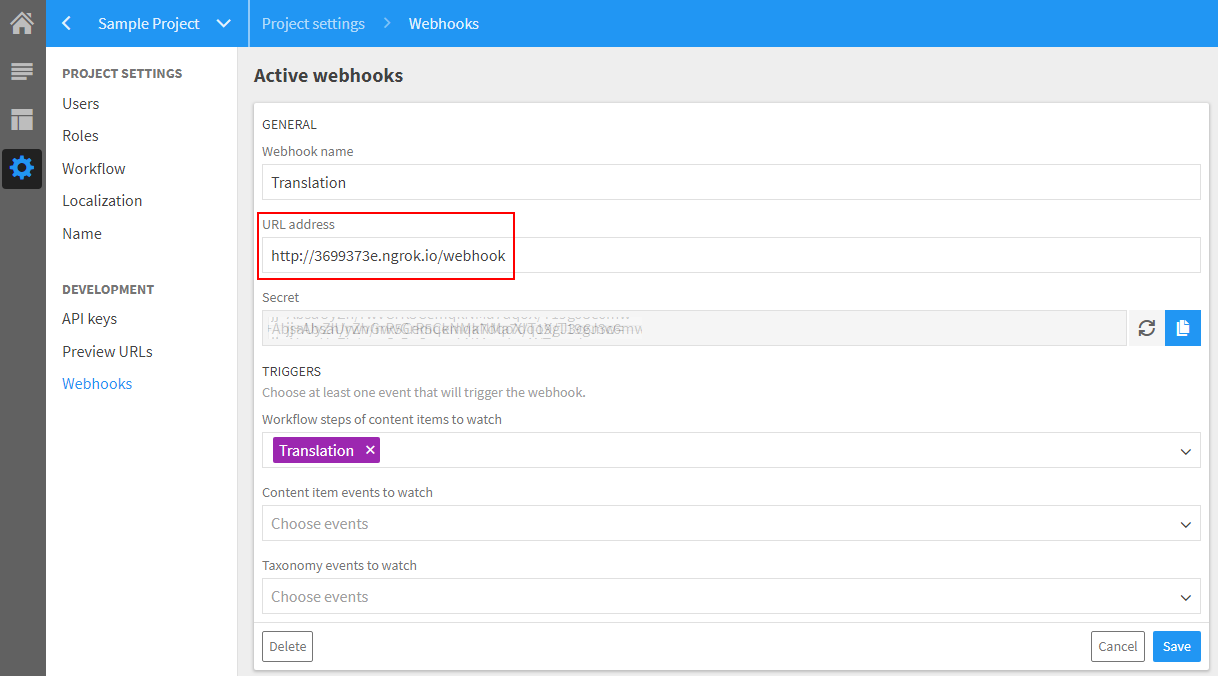 Sample Project
Project settings > Webhooks
PROJECT SETTINGS
Users
Roles
Workflow
Localization
Name
DEVELOPMENT
API keys
Preview URLs
Webhooks
Active webhooks
GENERAL
Webhook name
Translation
URL address
http://3699373e.ngrok.io/webhook
Secret
TRIGGERS
Choose at least one event that will trigger the webhook.
Workflow steps of content items to watch
Translation ×
Content item events to watch
Choose events
Taxonomy events to watch
Choose events
Delete
Cancel
Save